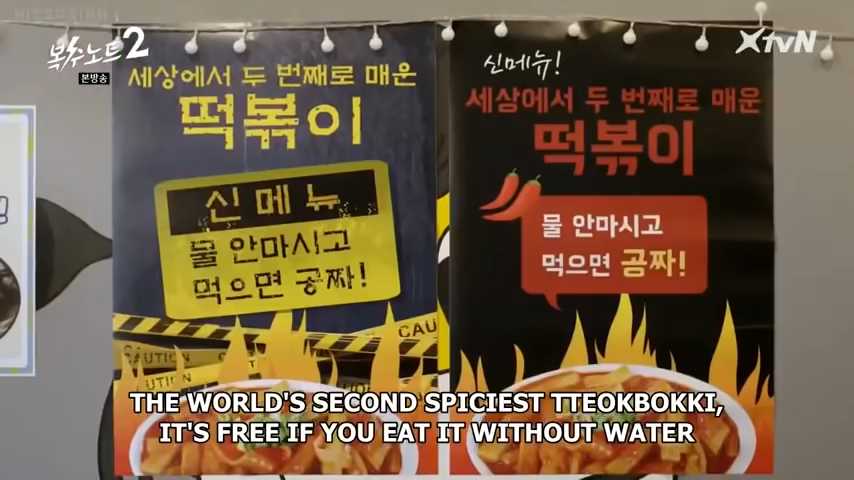 KISSASIAN
복수노트2
본방송
XtvN
세상에서 두 번째로 매운
떡볶이
신메뉴
물 안마시고
먹으면 공짜!
CAU
CAUTION
UTION
신메뉴!
세상에서 두 번째로 매운
떡볶이
물 안마시고
먹으면 공짜!
THE WORLD'S SECOND SPICIEST TTEOKBOKKI,
IT'S FREE IF YOU EAT IT WITHOUT WATER